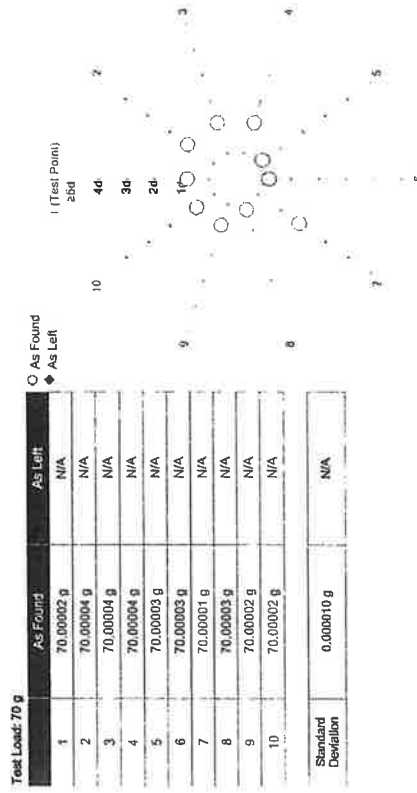 Test Load: 70 g
As Found As Left
1 70.00002 g N/A
2 70.00004 g N/A
3 70.00004 g N/A
4 70.00004 g N/A
5 70.00003 g N/A
6 70.00003 g N/A
7 70.00001 g N/A
8 70.00003 g N/A
9 70.00002 g N/A
10 70.00002 g N/A
Standard Deviation 0.000010 g N/A
As Found
As Left
1 (Test Point)
4d
3d
2d
1d
2
3
4
5
6
7
8
9
10